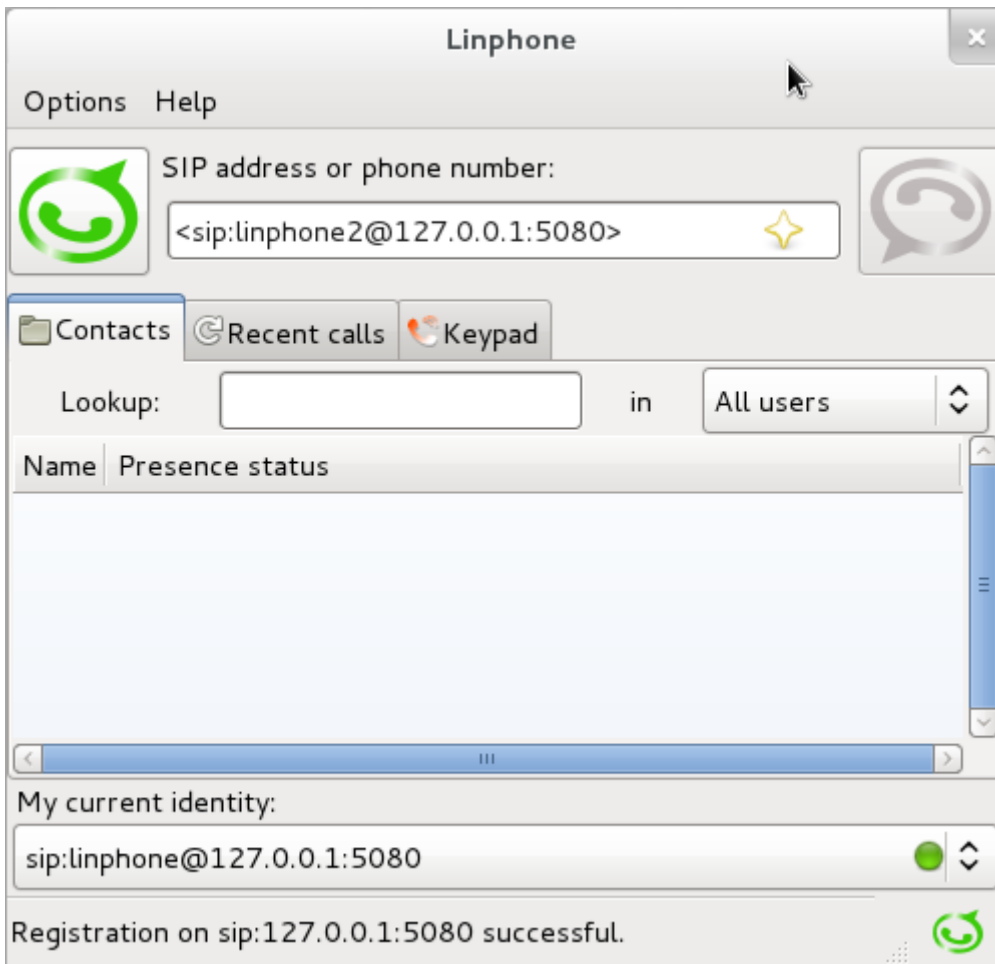 Linphone
Options Help
SIP address or phone number:
<sip:linphone2@127.0.0.1:5080>
Contacts Recent calls Keypad
Lookup: in All users
Name Presence status
My current identity:
sip:linphone@127.0.0.1:5080
Registration on sip:127.0.0.1:5080 successful.